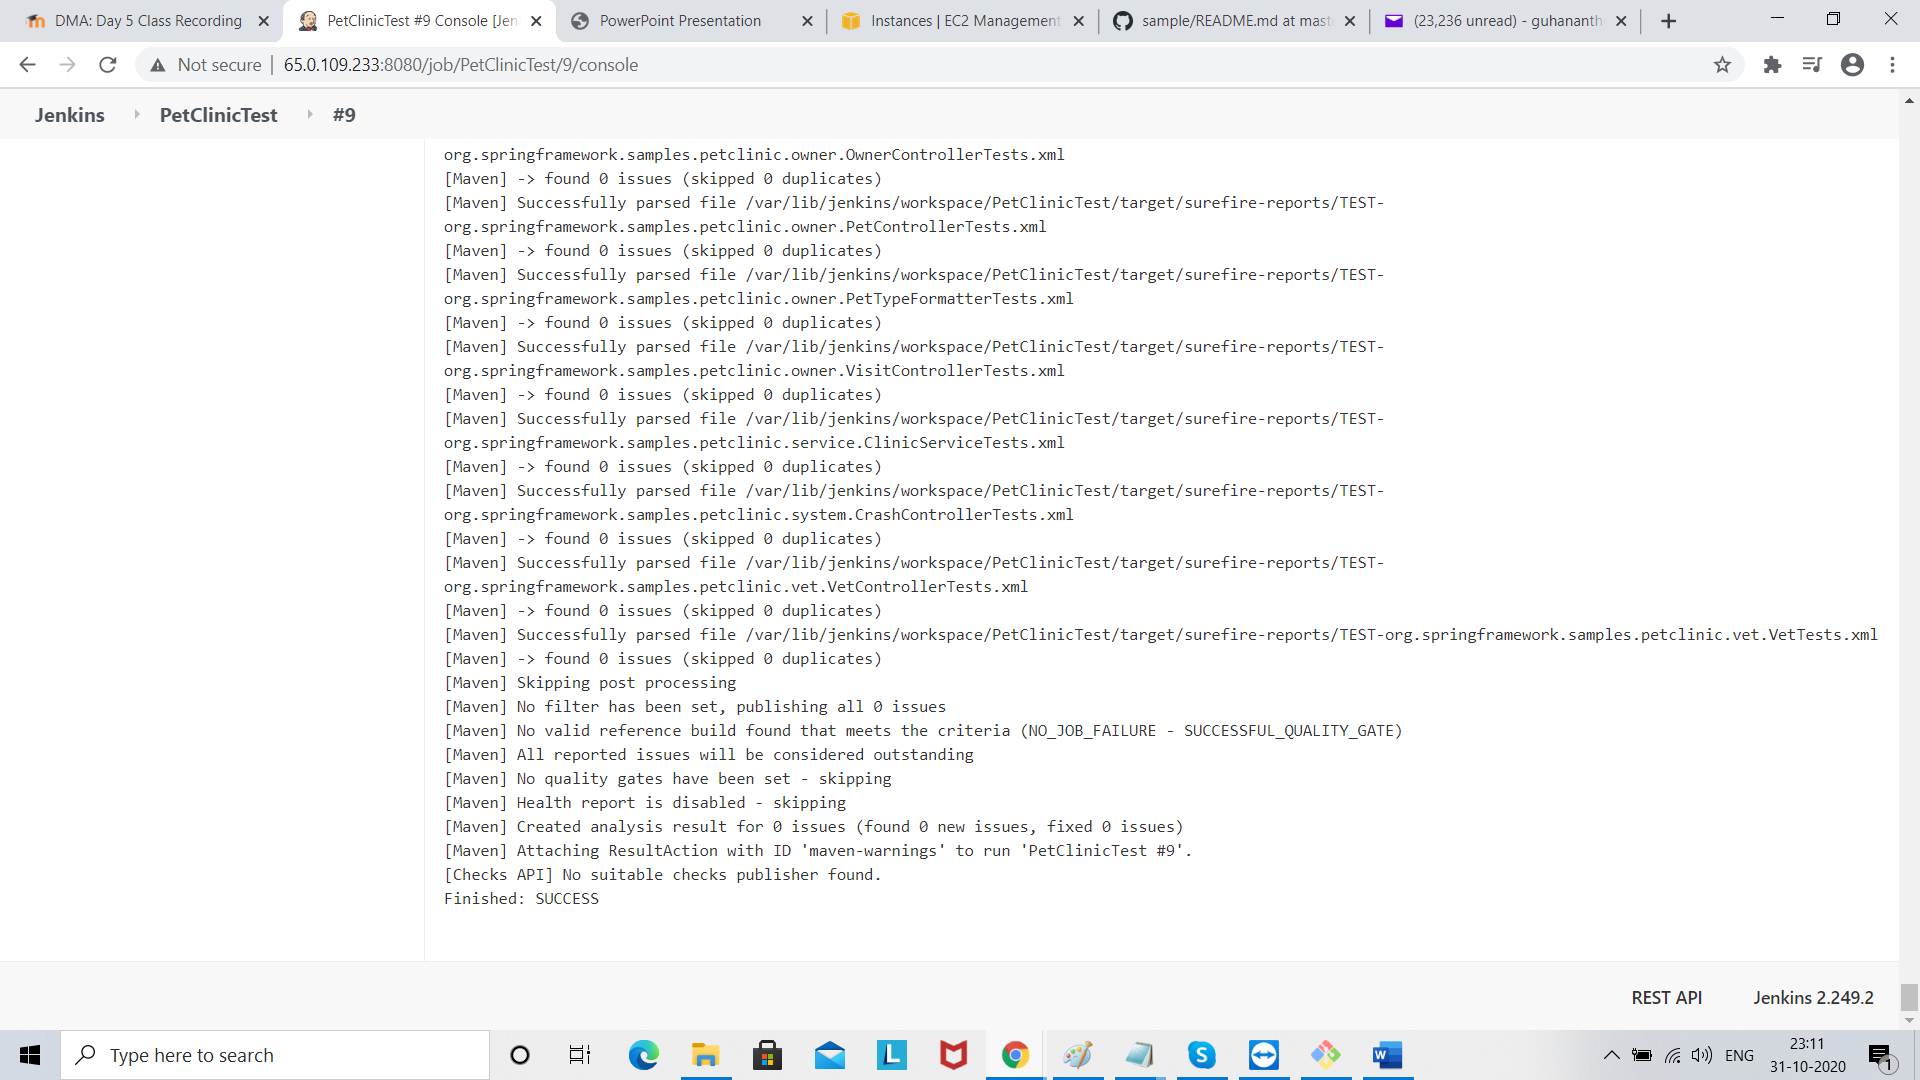 DMA: Day 5 Class Recording
PetClinicTest #9 Console [Jen
PowerPoint Presentation
Instances | EC2 Management
sample/README.md at mast
(23,236 unread) - guhananth
Not secure
65.0.109.233:8080/job/PetClinicTest/9/console
Jenkins
PetClinicTest
#9
org.springframework.samples.petclinic.owner.OwnerControllerTests.xml
[Maven] -> found 0 issues (skipped 0 duplicates)
[Maven] Successfully parsed file /var/lib/jenkins/workspace/PetClinicTest/target/surefire-reports/TEST-
org.springframework.samples.petclinic.owner.PetControllerTests.xml
[Maven] -> found 0 issues (skipped 0 duplicates)
[Maven] Successfully parsed file /var/lib/jenkins/workspace/PetClinicTest/target/surefire-reports/TEST-
org.springframework.samples.petclinic.owner.PetTypeFormatterTests.xml
[Maven] -> found 0 issues (skipped 0 duplicates)
[Maven] Successfully parsed file /var/lib/jenkins/workspace/PetClinicTest/target/surefire-reports/TEST-
org.springframework.samples.petclinic.owner.VisitControllerTests.xml
[Maven] -> found 0 issues (skipped 0 duplicates)
[Maven] Successfully parsed file /var/lib/jenkins/workspace/PetClinicTest/target/surefire-reports/TEST-
org.springframework.samples.petclinic.service.ClinicServiceTests.xml
[Maven] -> found 0 issues (skipped 0 duplicates)
[Maven] Successfully parsed file /var/lib/jenkins/workspace/PetClinicTest/target/surefire-reports/TEST-
org.springframework.samples.petclinic.system.CrashControllerTests.xml
[Maven] -> found 0 issues (skipped 0 duplicates)
[Maven] Successfully parsed file /var/lib/jenkins/workspace/PetClinicTest/target/surefire-reports/TEST-
org.springframework.samples.petclinic.vet.VetControllerTests.xml
[Maven] -> found 0 issues (skipped 0 duplicates)
[Maven] Successfully parsed file /var/lib/jenkins/workspace/PetClinicTest/target/surefire-reports/TEST-org.springframework.samples.petclinic.vet.VetTests.xml
[Maven] -> found 0 issues (skipped 0 duplicates)
[Maven] Skipping post processing
[Maven] No filter has been set, publishing all 0 issues
[Maven] No valid reference build found that meets the criteria (NO_JOB_FAILURE - SUCCESSFUL_QUALITY_GATE)
[Maven] All reported issues will be considered outstanding
[Maven] No quality gates have been set - skipping
[Maven] Health report is disabled - skipping
[Maven] Created analysis result for 0 issues (found 0 new issues, fixed 0 issues)
[Maven] Attaching ResultAction with ID 'maven-warnings' to run 'PetClinicTest #9'.
[Checks API] No suitable checks publisher found.
Finished: SUCCESS
REST API
Jenkins 2.249.2
Type here to search
ENG
23:11
31-10-2020
1